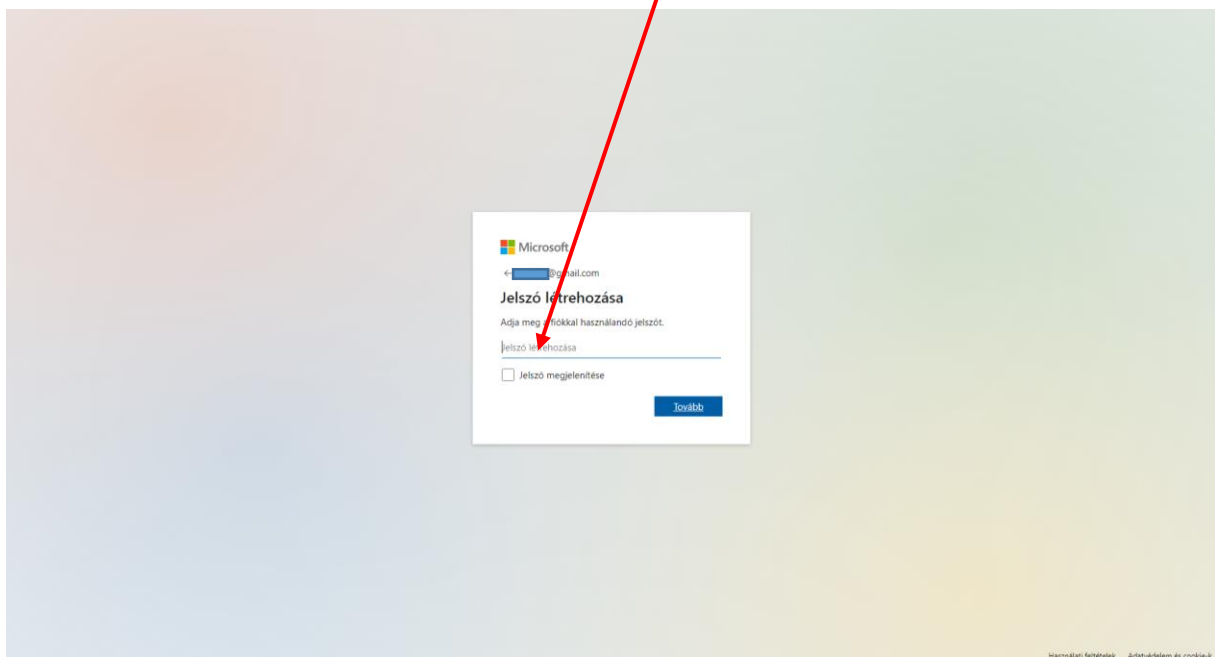 Microsoft
@gmail.com
Jelszó létrehozása
Adja meg a fiókkal használandó jelszót.
Jelszó létrehozása
Jelszó megjelenítése
Tovább
Használati feltételek Adatvédelem és cookie-k